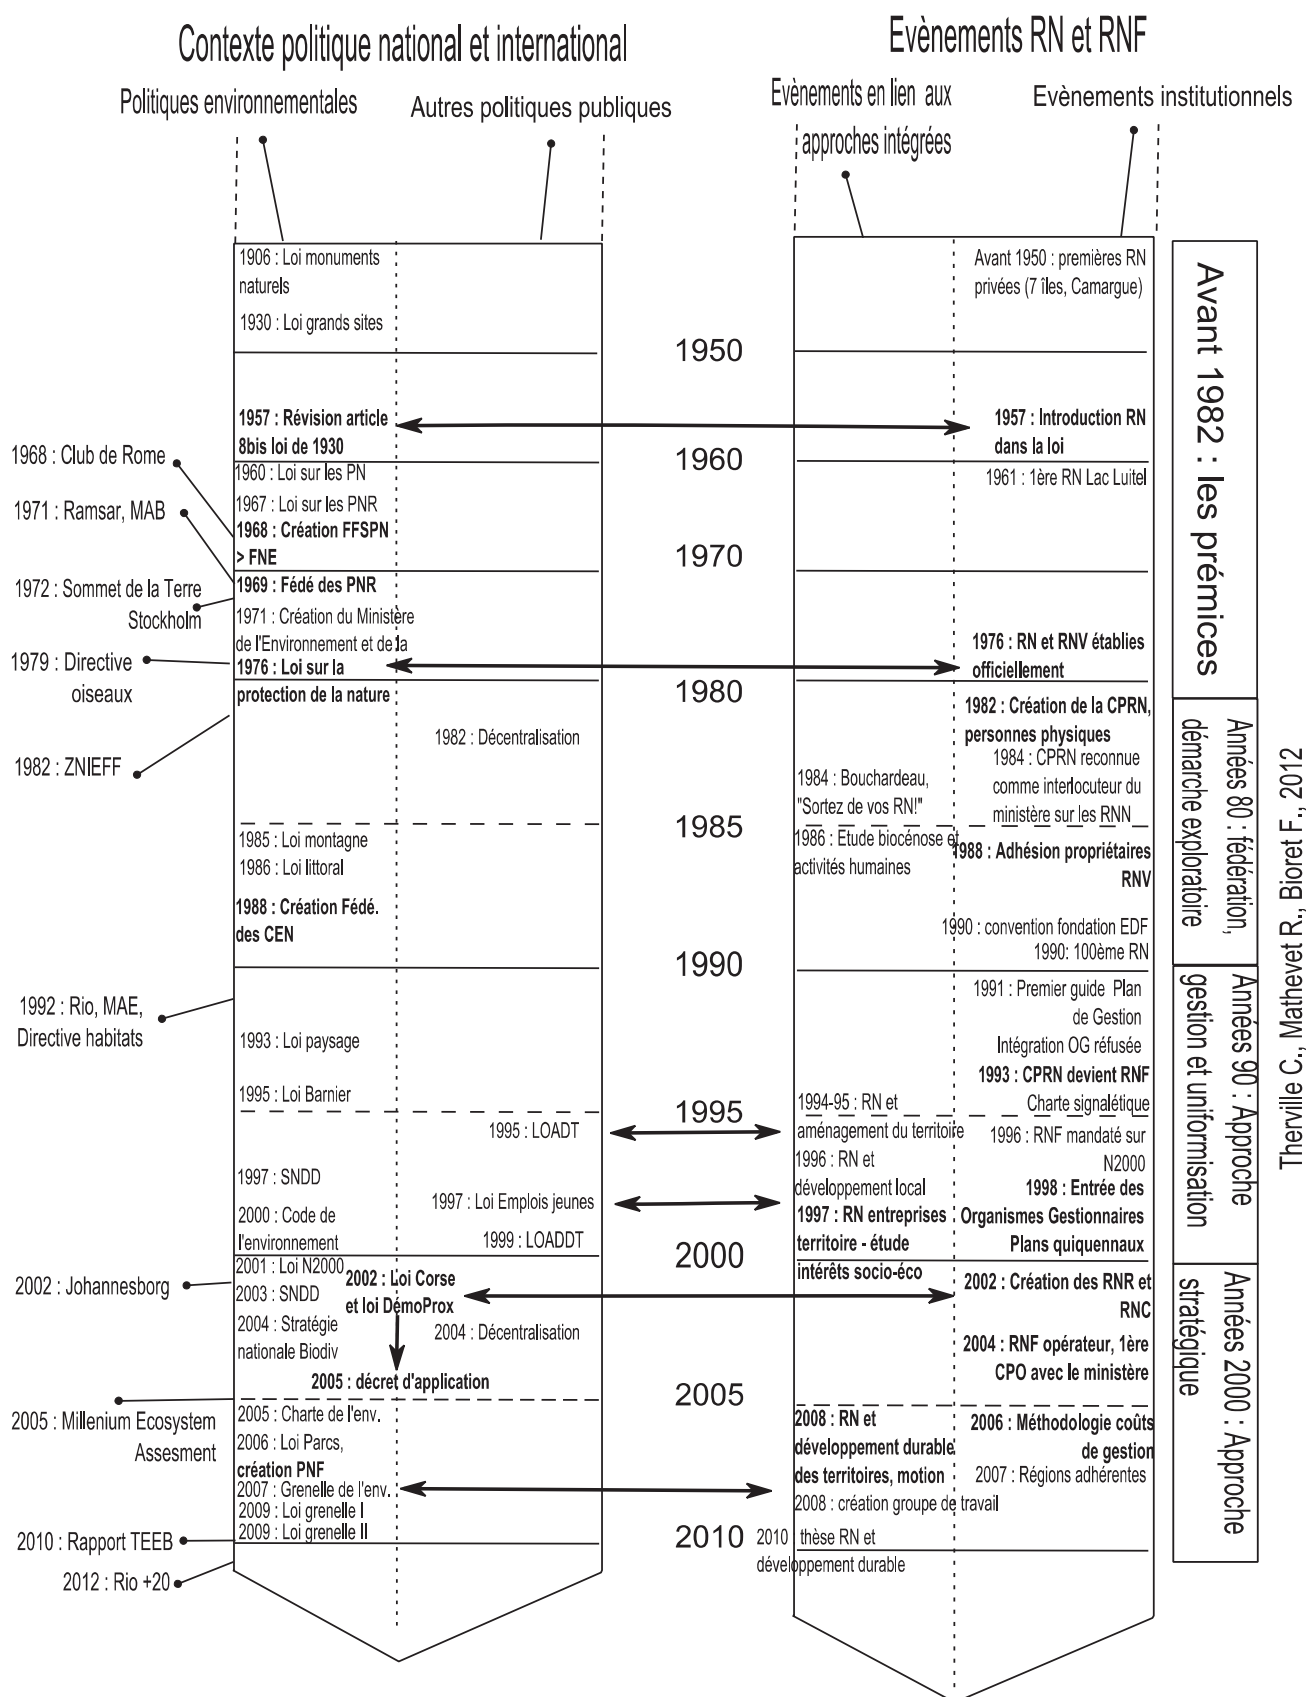 Contexte politique national et international
Evènements RN et RNF
Politiques environnementales
Autres politiques publiques
Evènements en lien aux
approches intégrées
Evènements institutionnels
1906 : Loi monuments
naturels
1930 : Loi grands sites
1957 : Révision article
8bis loi de 1930
1960 : Loi sur les PN
1967 : Loi sur les PNR
1968 : Création FFSPN
> FNE
1969 : Fédé des PNR
1971 : Création du Ministère
de l'Environnement et de la
1976 : Loi sur la
protection de la nature
1985 : Loi montagne
1986 : Loi littoral
1988 : Création Fédé.
des CEN
1993 : Loi paysage
1995 : Loi Barnier
1997 : SNDD
2000 : Code de
l'environnement
2001 : Loi N2000
2003 : SNDD
2004 : Stratégie
nationale Biodiv
2002 : Loi Corse
et loi DémoProx
2005 : décret d'application
2005 : Charte de l'env.
2006 : Loi Parcs,
création PNF
2007 : Grenelle de l'env.
2009 : Loi grenelle I
2009 : Loi grenelle II
1968 : Club de Rome
1971 : Ramsar, MAB
1972 : Sommet de la Terre
Stockholm
1979 : Directive
oiseaux
1982 : ZNIEFF
1992 : Rio, MAE,
Directive habitats
2002 : Johannesborg
2005 : Millenium Ecosystem
Assesment
2010 : Rapport TEEB
2012 : Rio +20
1982 : Décentralisation
1995 : LOADT
1997 : Loi Emplois jeunes
1999 : LOADDT
2004 : Décentralisation
1950
1960
1970
1980
1985
1990
1995
2000
2005
2010
1984 : Bouchardeau,
"Sortez de vos RN!"
1986 : Etude biocénose et
activités humaines
1994-95 : RN et
aménagement du territoire
1996 : RN et
développement local
1997 : RN entreprises
territoire - étude
intérêts socio-éco
2008 : RN et
développement durable
des territoires, motion
2008 : création groupe de travail
2010 : thèse RN et
développement durable
Avant 1950 : premières RN
privées (7 îles, Camargue)
1957 : Introduction RN
dans la loi
1961 : 1ère RN Lac Luitel
1976 : RN et RNV établies
officiellement
1982 : Création de la CPRN,
personnes physiques
1984 : CPRN reconnue
comme interlocuteur du
ministère sur les RNN
1988 : Adhésion propriétaires
RNV
1990 : convention fondation EDF
1990: 100ème RN
1991 : Premier guide Plan
de Gestion
Intégration OG réfusée
1993 : CPRN devient RNF
Charte signalétique
1996 : RNF mandaté sur
N2000
1998 : Entrée des
Organismes Gestionnaires
Plans quiquennaux
2002 : Création des RNR et
RNC
2004 : RNF opérateur, 1ère
CPO avec le ministère
2006 : Méthodologie coûts
de gestion
2007 : Régions adhérentes
Avant 1982 : les prémices
Années 80 : fédération,
démarche exploratoire
Années 90 : Approche
gestion et uniformisation
Années 2000 : Approche
stratégique
Therville C., Mathevet R., Bioret F., 2012